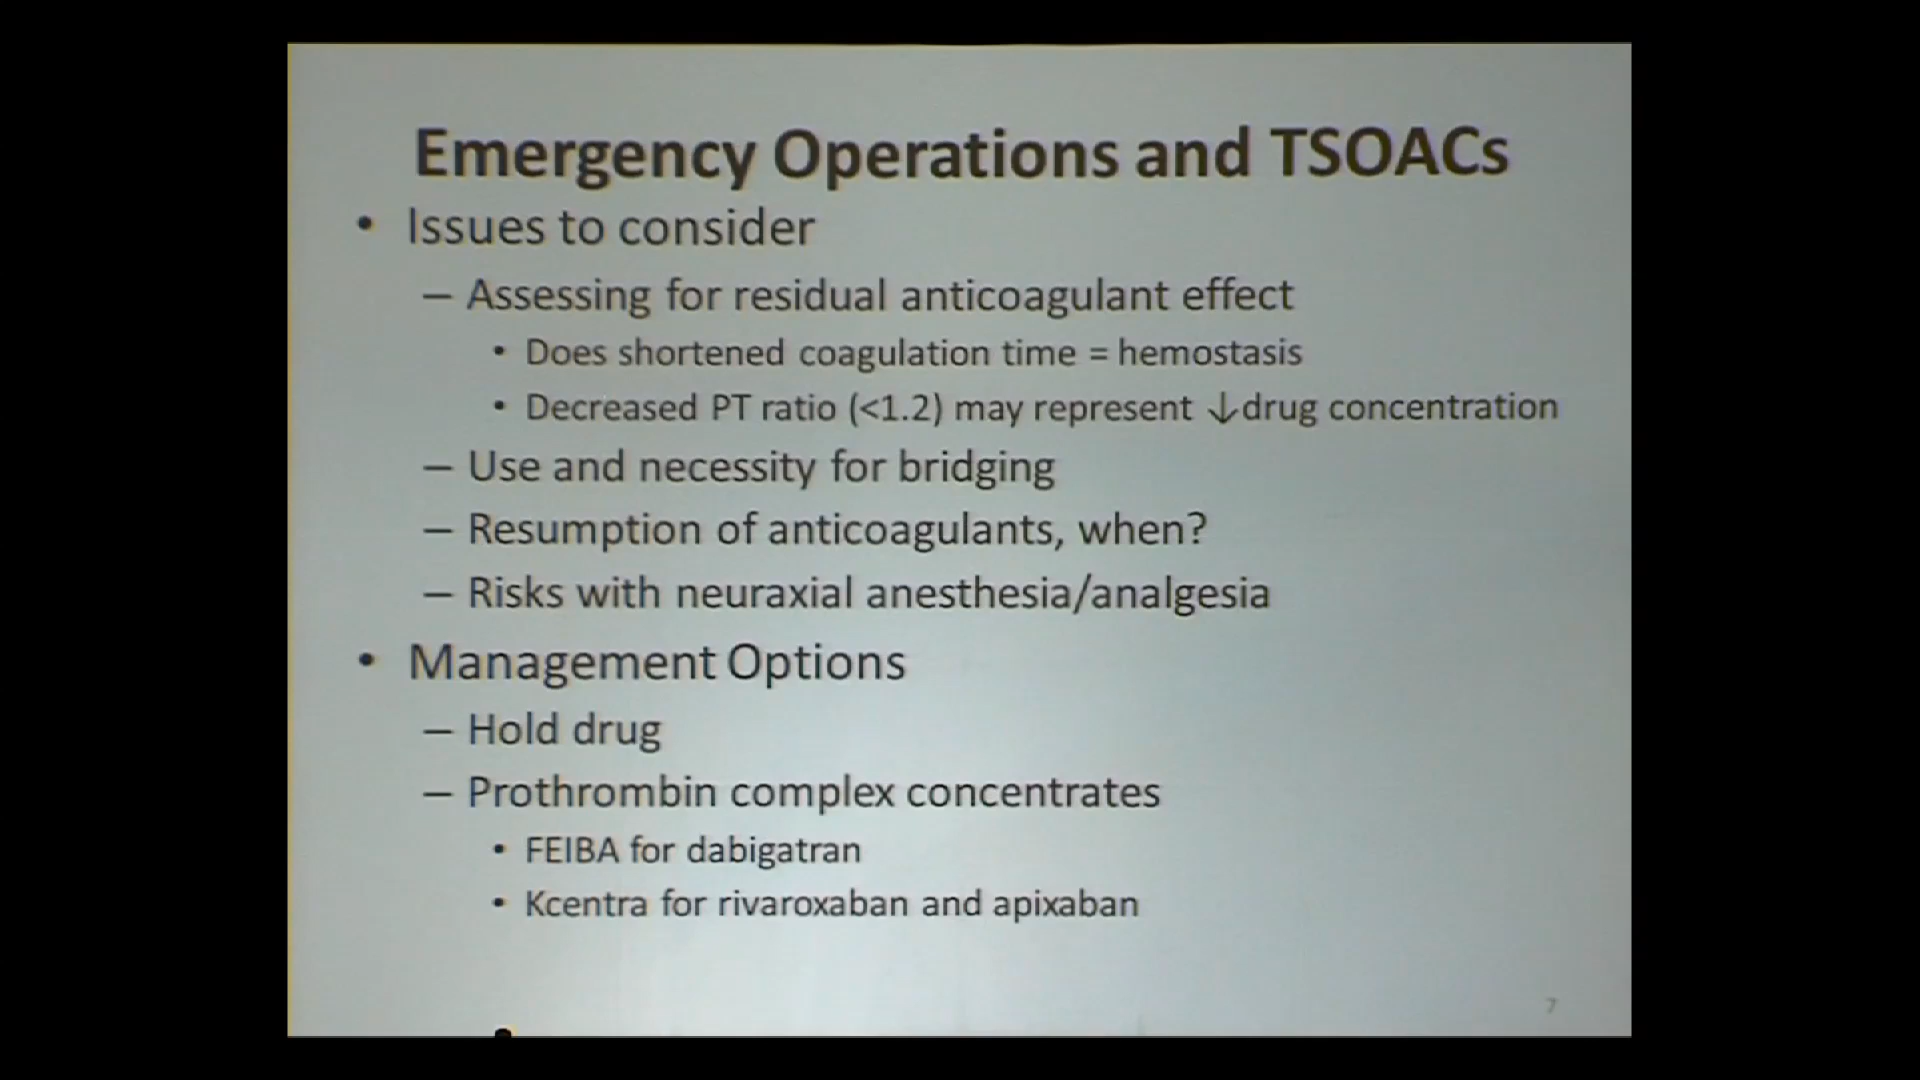 Emergency Operations and TSOACs
• Issues to consider
– Assessing for residual anticoagulant effect
• Does shortened coagulation time = hemostasis
• Decreased PT ratio (<1.2) may represent ↓drug concentration
– Use and necessity for bridging
– Resumption of anticoagulants, when?
– Risks with neuraxial anesthesia/analgesia
• Management Options
– Hold drug
– Prothrombin complex concentrates
• FEIBA for dabigatran
• Kcentra for rivaroxaban and apixaban
7